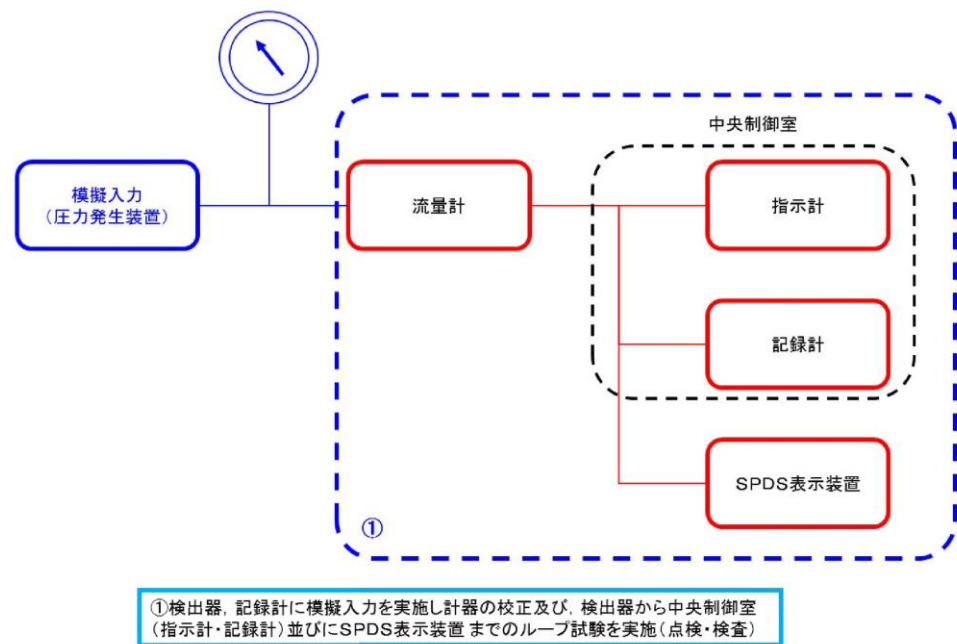 中央制御室
模擬入力
（圧力発生装置）
流量計
指示計
記録計
SPDS表示装置
①
①検出器，記録計に模擬入力を実施し計器の校正及び，検出器から中央制御室
（指示計・記録計）並びにSPDS表示装置までのループ試験を実施（点検・検査）